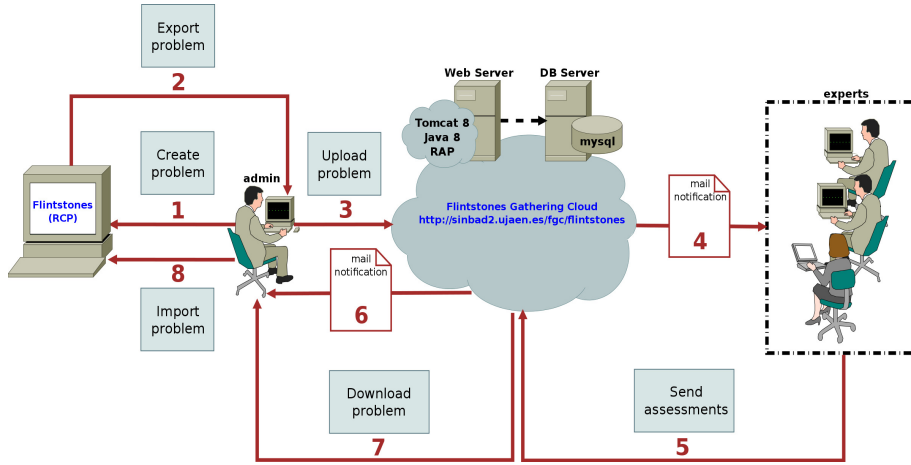 Export
problem
2
Web Server
DB Server
experts
Tomcat 8
Java 8
RAP
mysql
Create
problem
Upload
problem
admin
mail
notification
Flintstones
(RCP)
Flintstones Gathering Cloud
http://sinbad2.ujaen.es/fgc/flintstones
1
3
4
8
mail
notification
6
Import
problem
Download
problem
7
Send
assessments
5